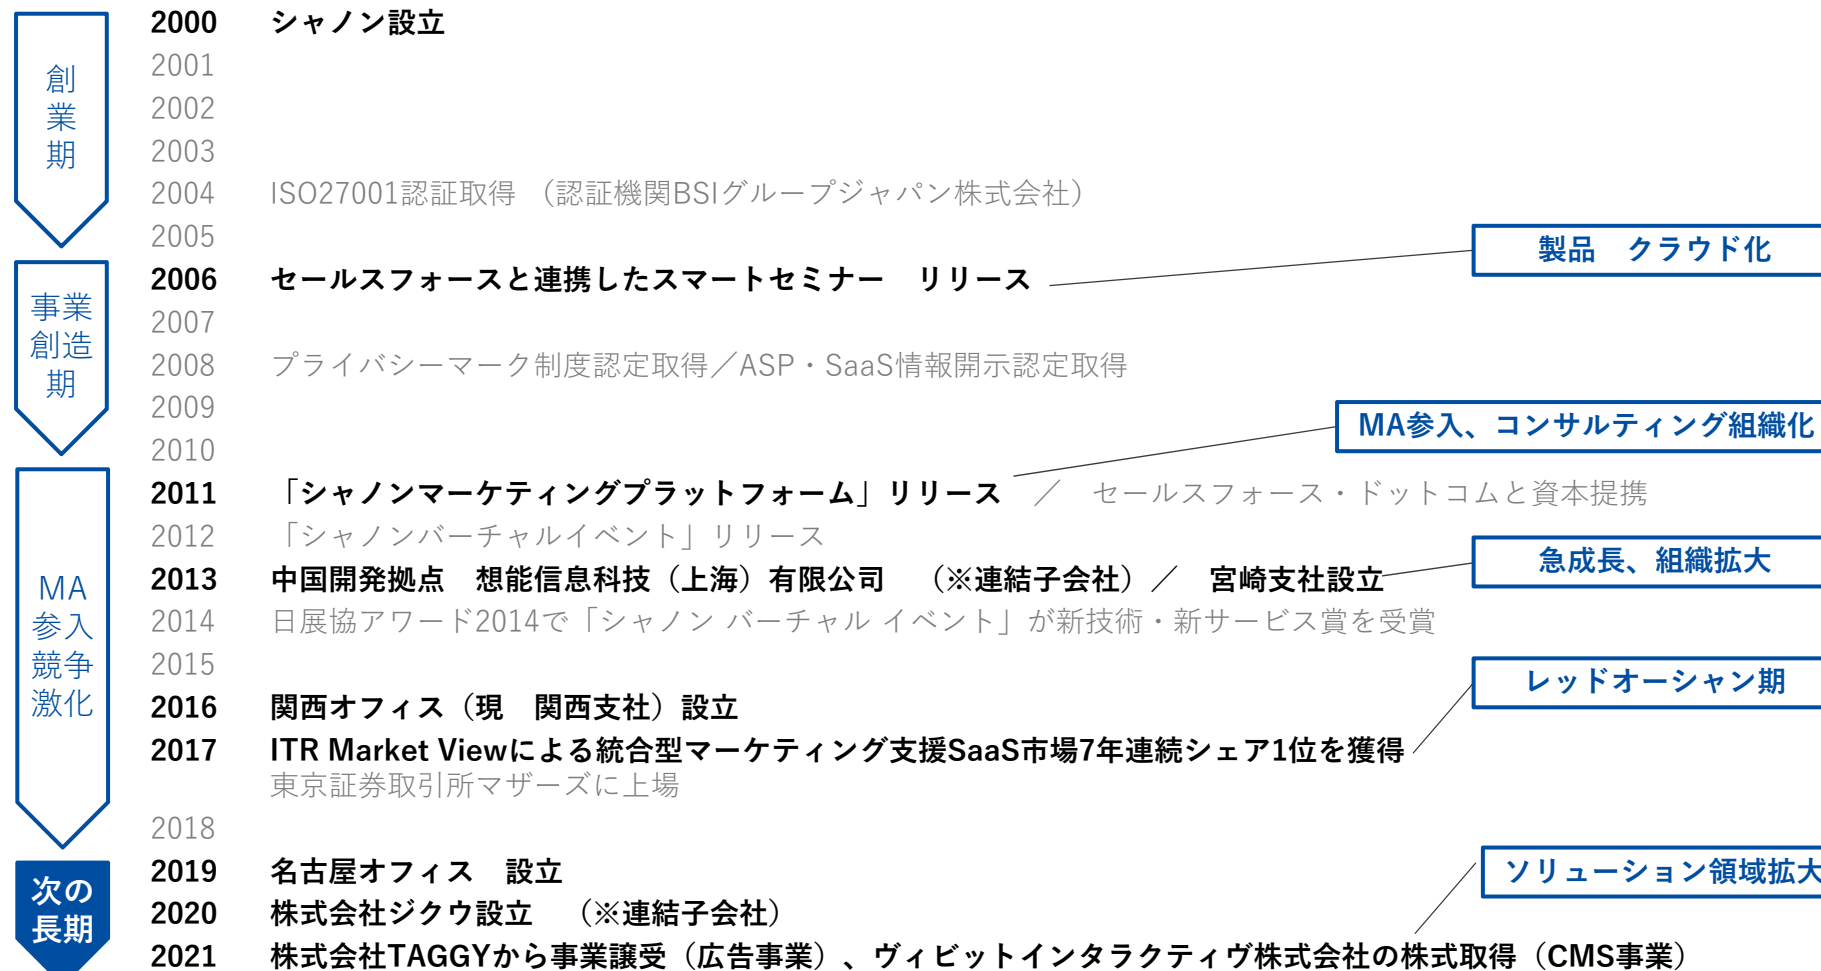 創
業
期
事業
創造
期
MA
参入
競争
激化
次の
長期
2000 シャノン設立
2001
2002
2003
2004 ISO27001認証取得 （認証機関BSIグループジャパン株式会社）
2005
製品　クラウド化
2006 セールスフォースと連携したスマートセミナー　リリース
2007
2008 プライバシーマーク制度認定取得／ASP・SaaS情報開示認定取得
2009
MA参入、コンサルティング組織化
2010
2011 「シャノンマーケティングプラットフォーム」リリース　／　セールスフォース・ドットコムと資本提携
2012 「シャノンバーチャルイベント」リリース
急成長、組織拡大
2013 中国開発拠点　想能信息科技（上海）有限公司　（※連結子会社）／　宮崎支社設立
2014 日展協アワード2014で「シャノン バーチャル イベント」が新技術・新サービス賞を受賞
2015
レッドオーシャン期
2016 関西オフィス（現　関西支社）設立
2017 ITR Market Viewによる統合型マーケティング支援SaaS市場7年連続シェア1位を獲得
東京証券取引所マザーズに上場
2018
2019 名古屋オフィス　設立
ソリューション領域拡大
2020 株式会社ジクウ設立　（※連結子会社）
2021 株式会社TAGGYから事業譲受（広告事業）、ヴィビットインタラクティヴ株式会社の株式取得（CMS事業）